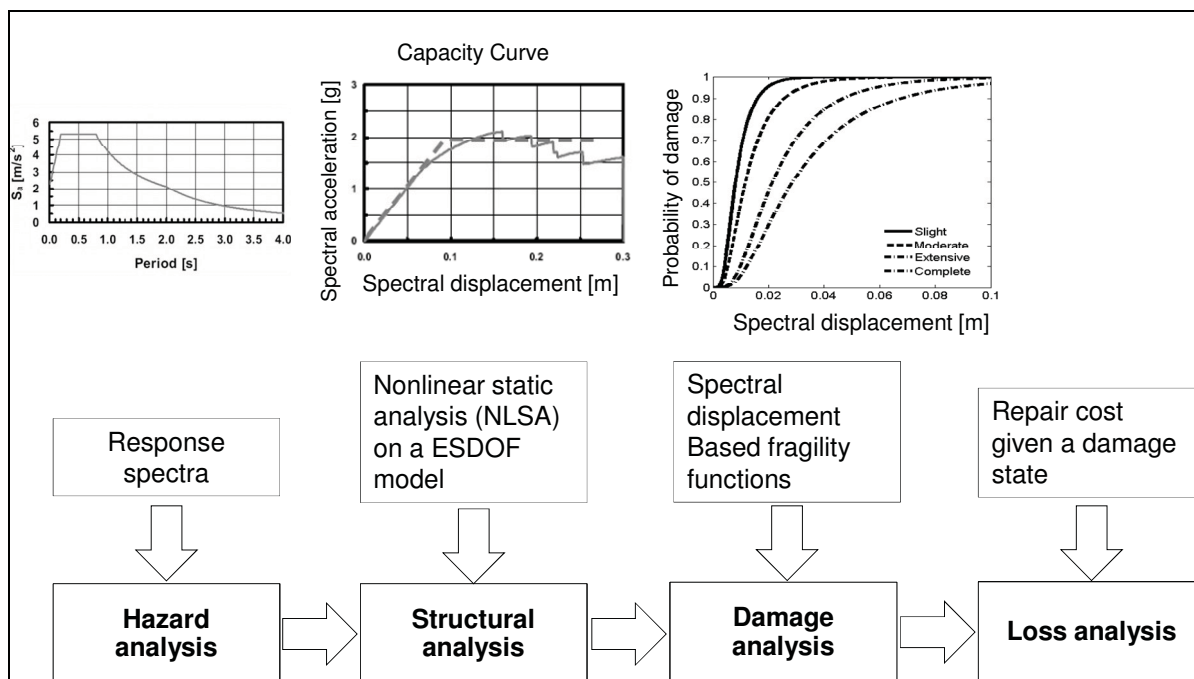 Capacity Curve
6
5
4
3
2
1
0
Sₐ [m/s²]
0.0 0.5 1.0 1.5 2.0 2.5 3.0 3.5 4.0
Period [s]
3
2
1
0
Spectral acceleration [g]
0.0 0.1 0.2 0.3
Spectral displacement [m]
1
0.9
0.8
0.7
0.6
0.5
0.4
0.3
0.2
0.1
0
Probability of damage
Slight
Moderate
Extensive
Complete
0 0.02 0.04 0.06 0.08 0.1
Spectral displacement [m]
Response
spectra
Nonlinear static
analysis (NLSA)
on a ESDOF
model
Spectral
displacement
Based fragility
functions
Repair cost
given a damage
state
Hazard
analysis
Structural
analysis
Damage
analysis
Loss analysis